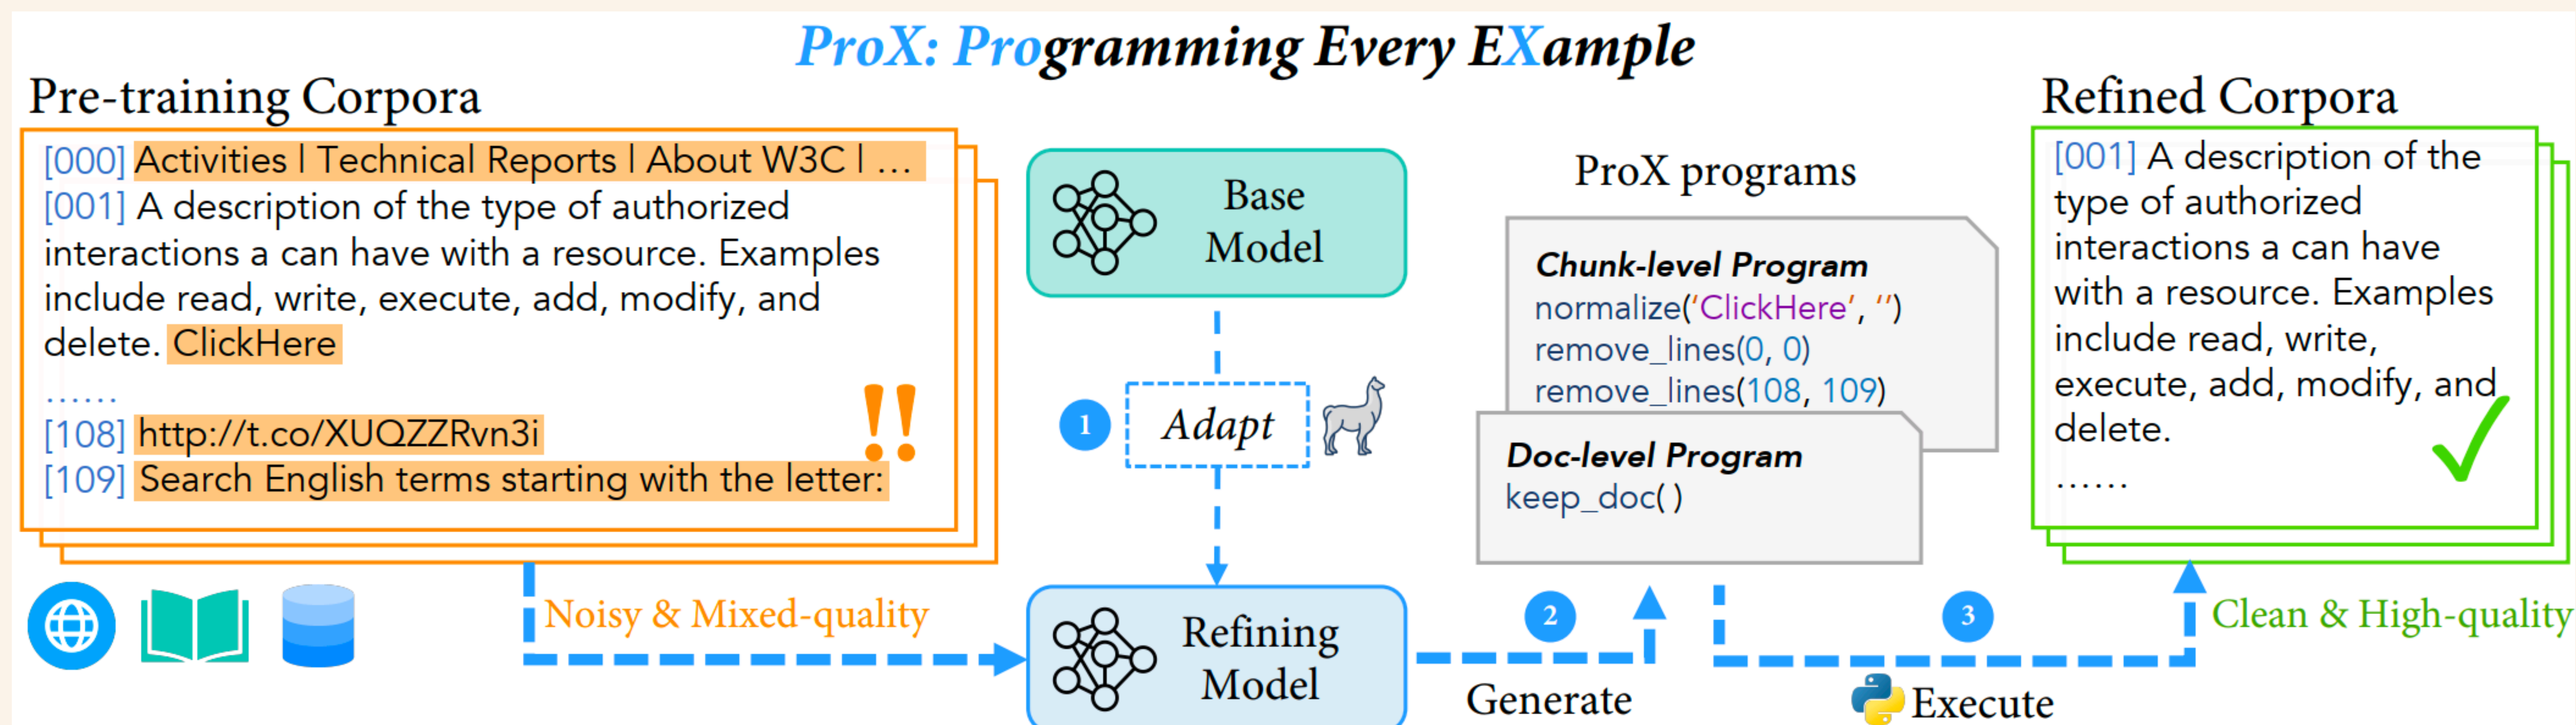 ProX: Programming Every EXample
Pre-training Corpora
[000] Activities | Technical Reports | About W3C | ...
[001] A description of the type of authorized
interactions a can have with a resource. Examples
include read, write, execute, add, modify, and
delete. ClickHere
......
[108] http://t.co/XUQZZRvn3i
[109] Search English terms starting with the letter:
!!
Noisy & Mixed-quality
Base
Model
1
Adapt
Refining
Model
2
Generate
ProX programs
Chunk-level Program
normalize(‘ClickHere’, ‘’)
remove_lines(0, 0)
remove_lines(108, 109)
Doc-level Program
keep_doc( )
3
Execute
Refined Corpora
[001] A description of the
type of authorized
interactions a can have
with a resource. Examples
include read, write,
execute, add, modify, and
delete.
......
Clean & High-quality